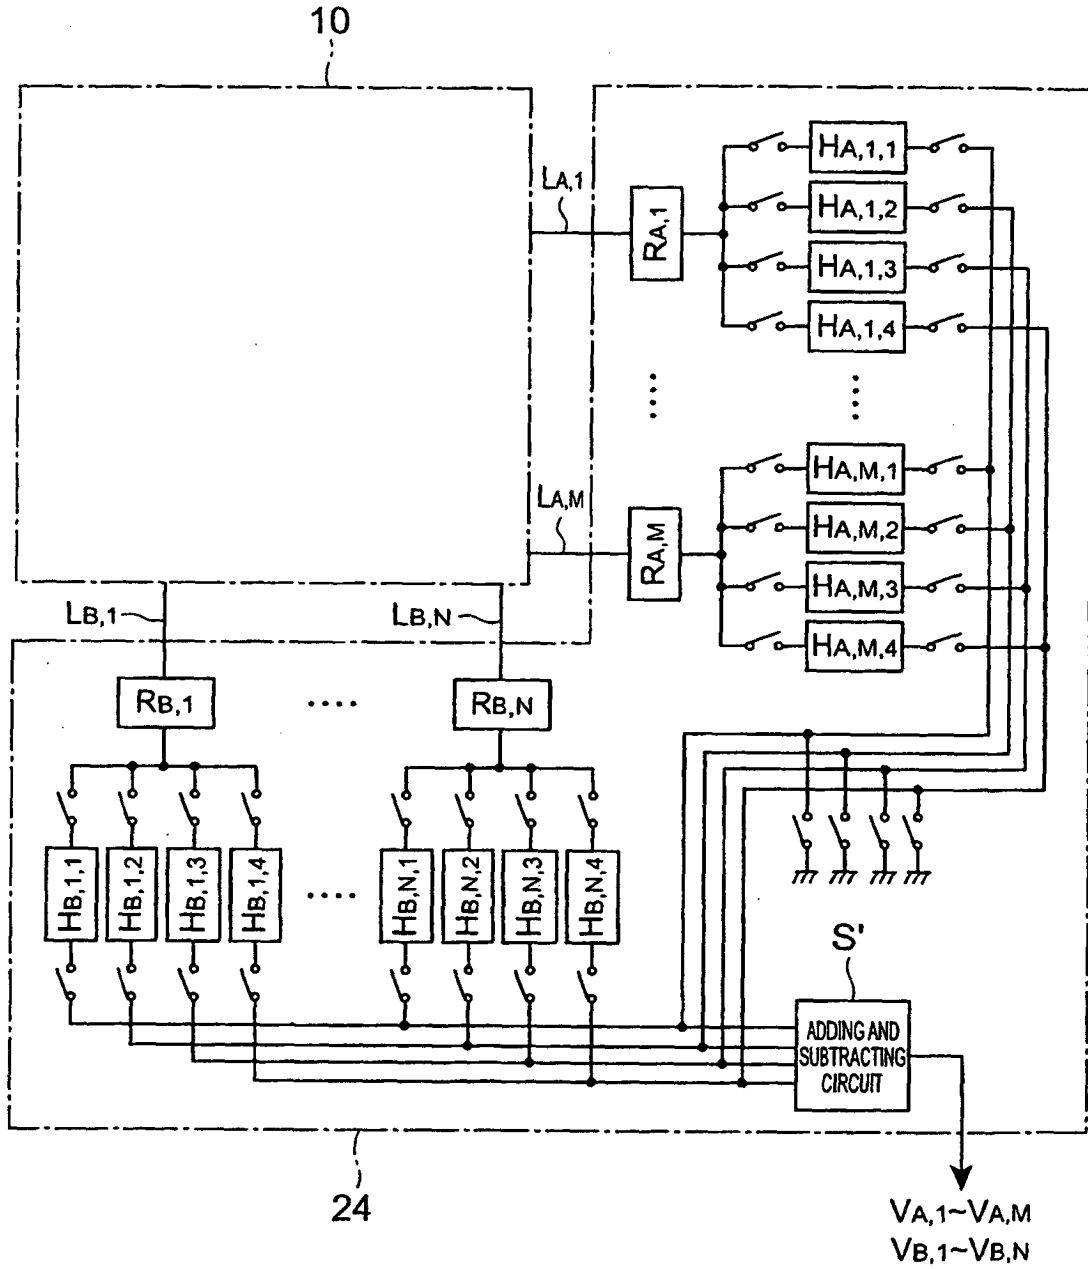 10
LA,1
RA,1
HA,1,1
HA,1,2
HA,1,3
HA,1,4
LA,M
RA,M
HA,M,1
HA,M,2
HA,M,3
HA,M,4
LB,1
LB,N
RB,1
RB,N
HB,1,1
HB,1,2
HB,1,3
HB,1,4
HB,N,1
HB,N,2
HB,N,3
HB,N,4
S'
ADDING AND
SUBTRACTING
CIRCUIT
24
VA,1~VA,M
VB,1~VB,N